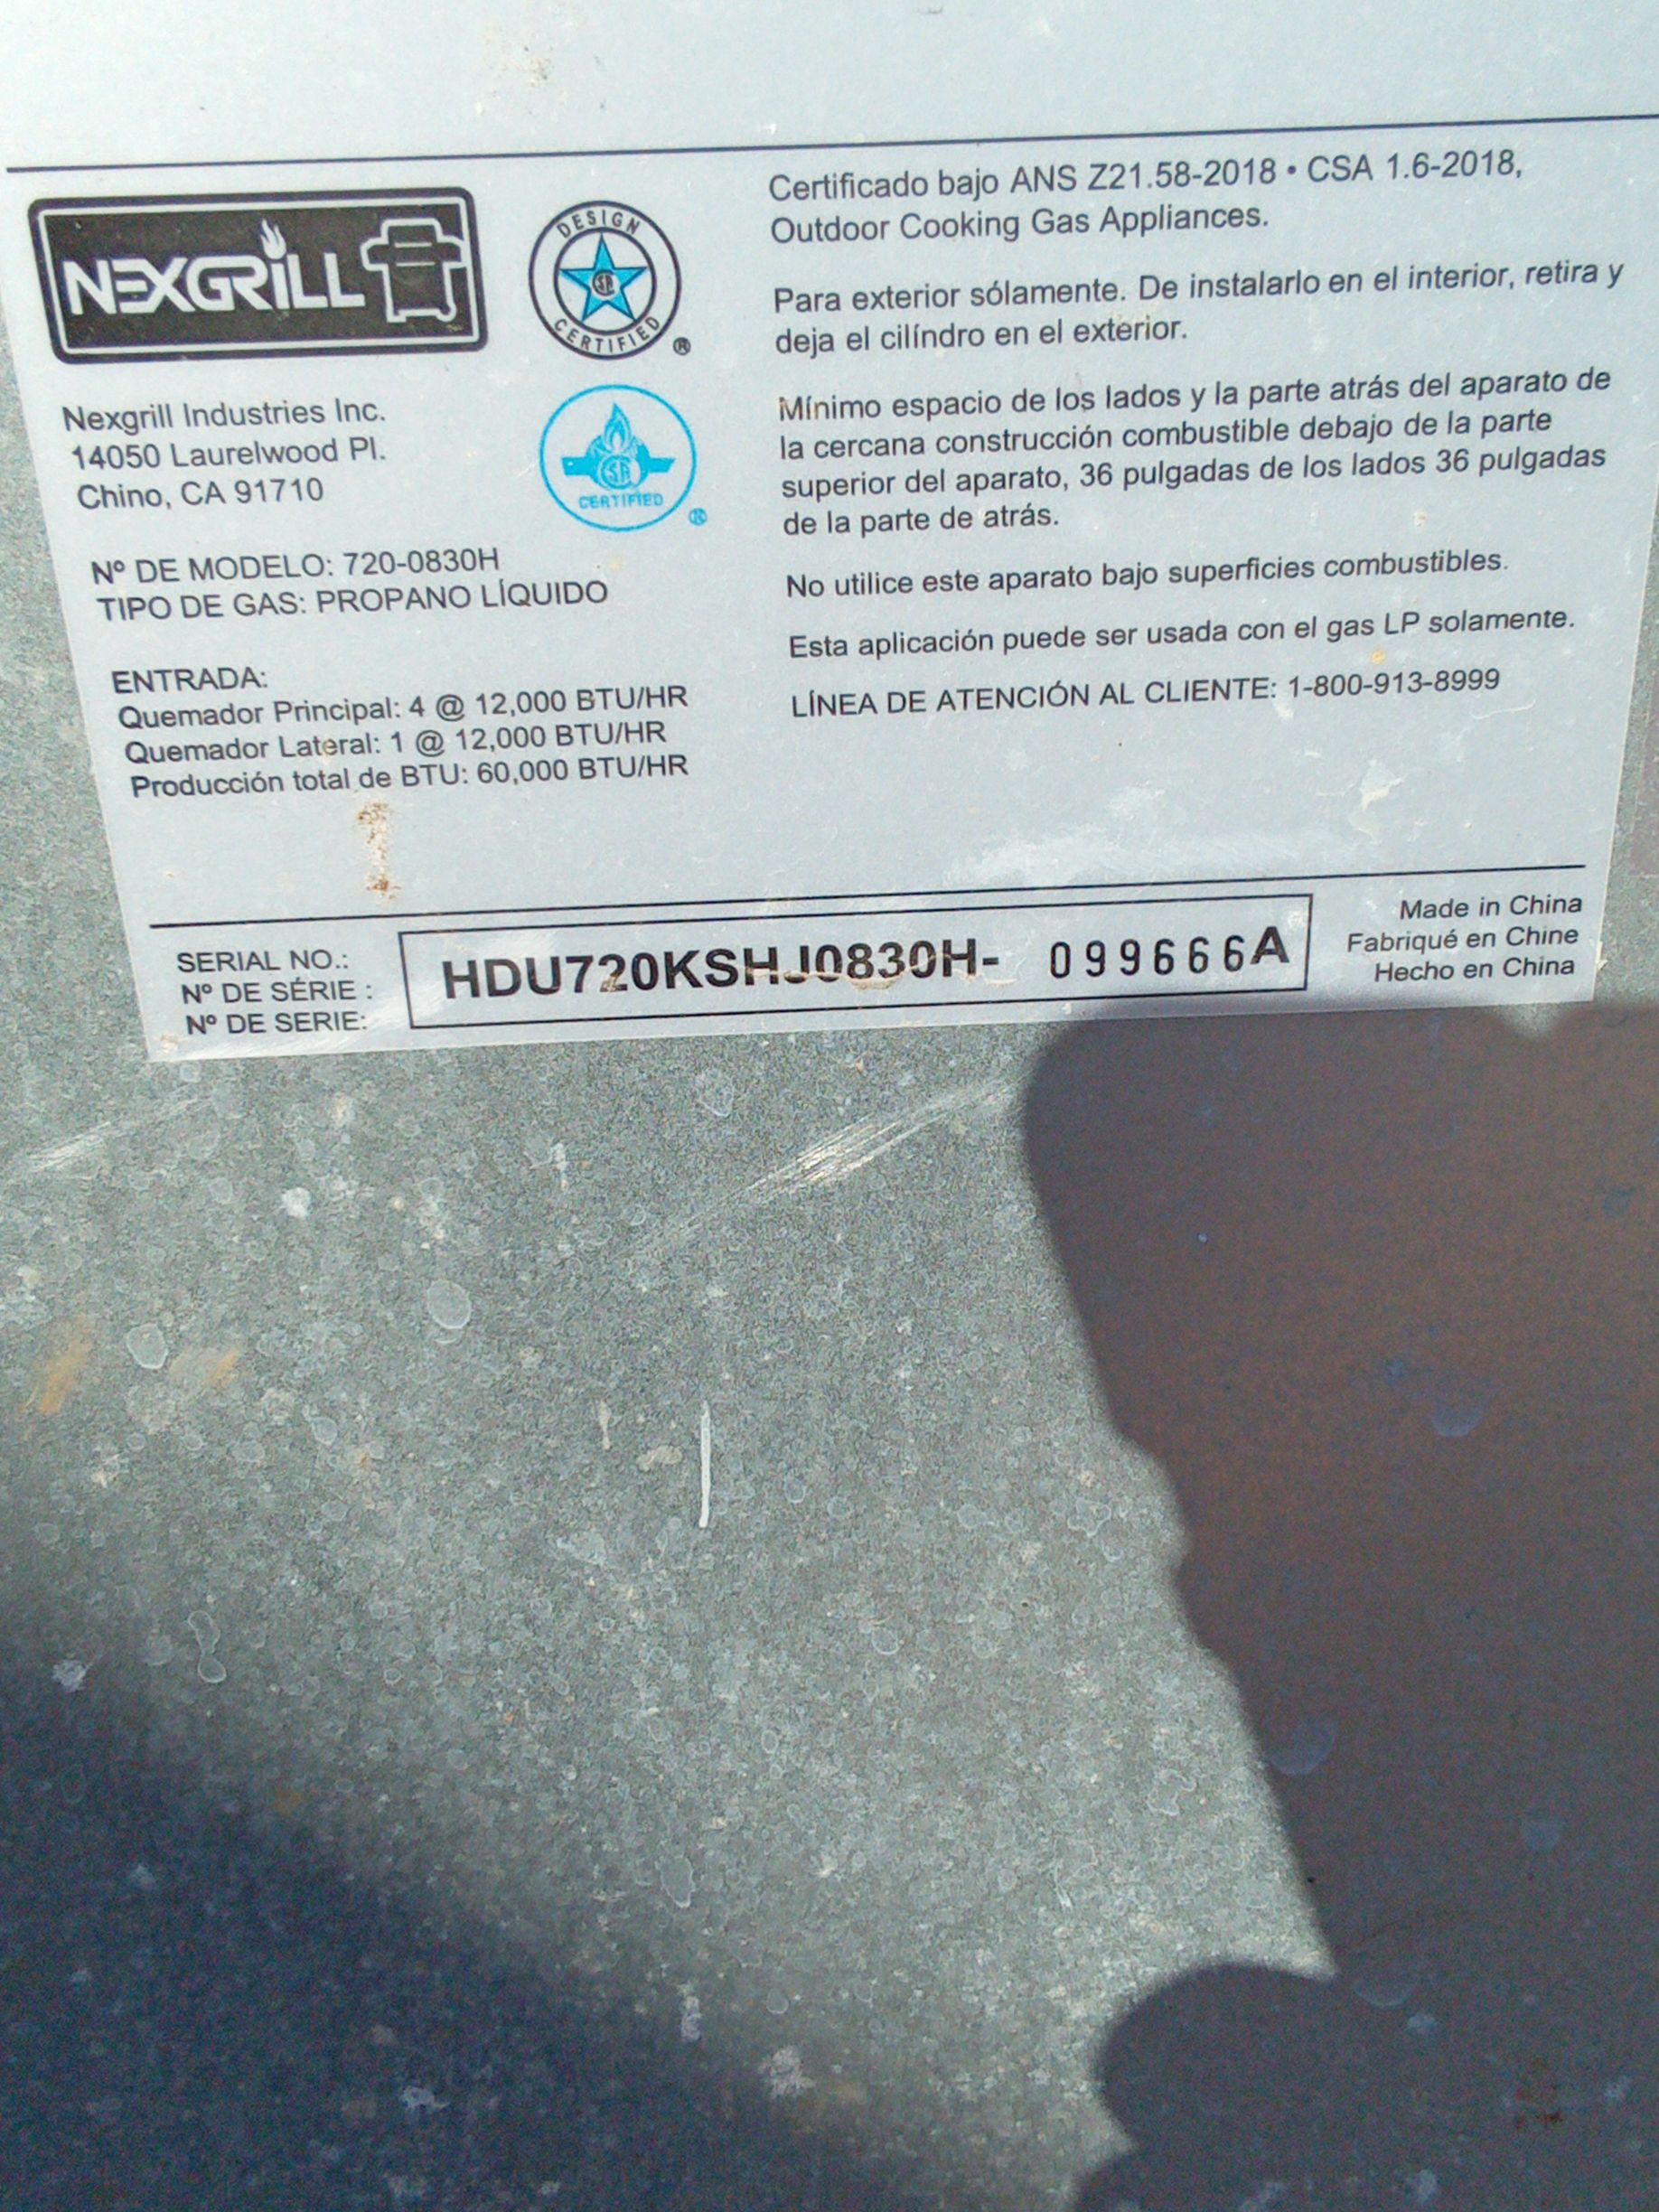 NEXGRILL
DESIGN
CERTIFIED
®
Nexgrill Industries Inc.
14050 Laurelwood Pl.
Chino, CA 91710
CERTIFIED
®
Nº DE MODELO: 720-0830H
TIPO DE GAS: PROPANO LÍQUIDO
ENTRADA:
Quemador Principal: 4 @ 12,000 BTU/HR
Quemador Lateral: 1 @ 12,000 BTU/HR
Producción total de BTU: 60,000 BTU/HR
Certificado bajo ANS Z21.58-2018 • CSA 1.6-2018,
Outdoor Cooking Gas Appliances.
Para exterior sólamente. De instalarlo en el interior, retira y
deja el cilíndro en el exterior.
Mínimo espacio de los lados y la parte atrás del aparato de
la cercana construcción combustible debajo de la parte
superior del aparato, 36 pulgadas de los lados 36 pulgadas
de la parte de atrás.
No utilice este aparato bajo superficies combustibles.
Esta aplicación puede ser usada con el gas LP solamente.
LÍNEA DE ATENCIÓN AL CLIENTE: 1-800-913-8999
SERIAL NO.:
Nº DE SÉRIE :
Nº DE SERIE:
HDU720KSHJ0830H- 099666A
Made in China
Fabriqué en Chine
Hecho en China